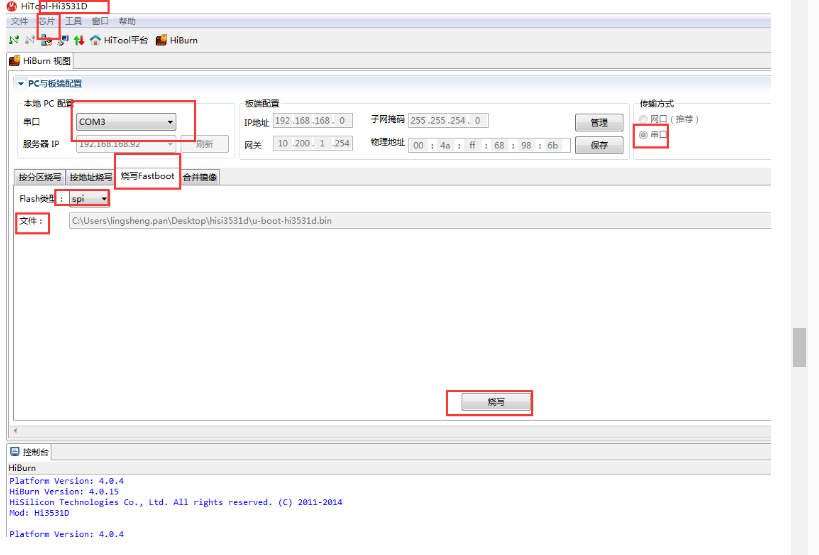 HiTool-Hi3531D
文件 芯片 工具 窗口 帮助
HiTool平台 HiBurn
HiBurn 视图
PC与板端配置
本地 PC 配置 板端配置 传输方式
串口 COM3 IP地址 192 .168 .168 . 0 子网掩码 255 .255 .254 . 0 管理 网口（推荐）
串口
服务器 IP 192.168.168.92 刷新 网关 10 .200 . 1 .254 物理地址 00 : 4a : ff : 68 : 98 : 6b 保存
按分区烧写 按地址烧写 烧写Fastboot 合并镜像
Flash类型： spi
文件： C:\Users\lingsheng.pan\Desktop\hisi3531d\u-boot-hi3531d.bin
烧写
控制台
HiBurn
Platform Version: 4.0.4
HiBurn Version: 4.0.15
HiSilicon Technologies Co., Ltd. All rights reserved. (C) 2011-2014
Mod: Hi3531D
Platform Version: 4.0.4